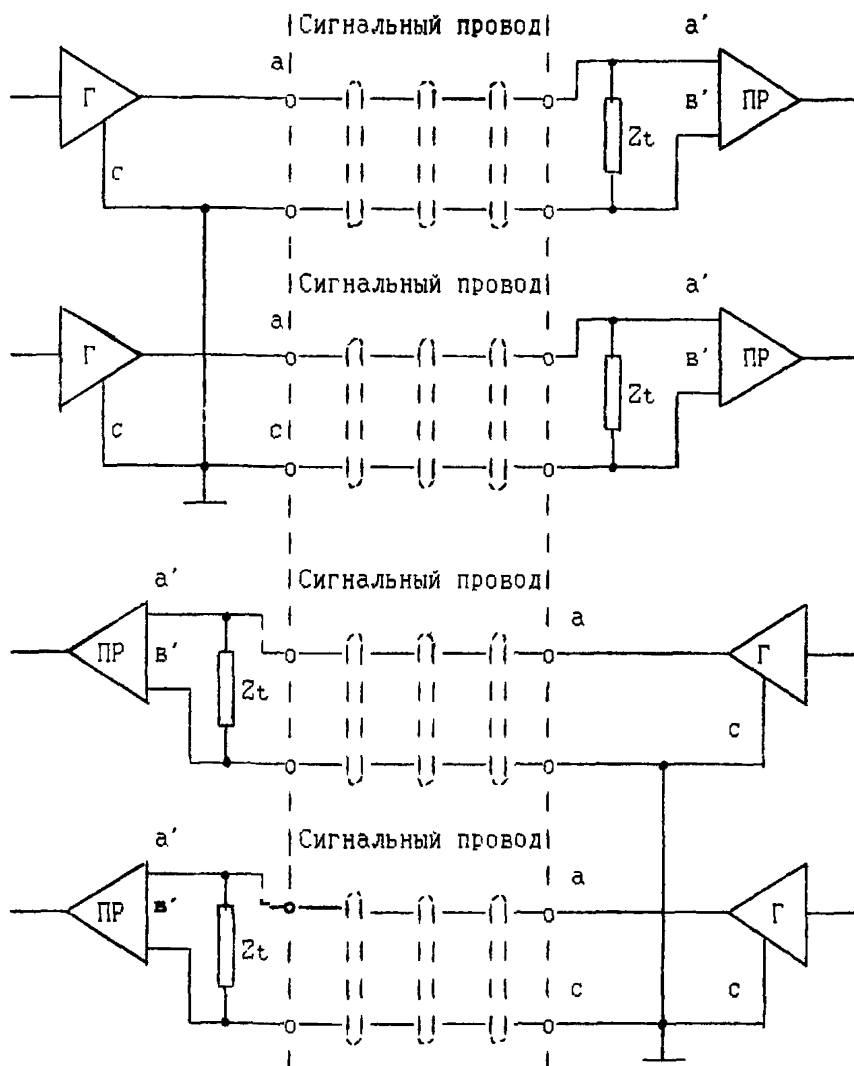 Сигнальный провод
а
а'
Г
в'
ПР
Zt
с
Сигнальный провод
а
а'
Г
в'
ПР
Zt
с
с
Сигнальный провод
а'
а
ПР
в'
Г
Zt
с
Сигнальный провод
а'
а
ПР
в'
Г
Zt
с
с